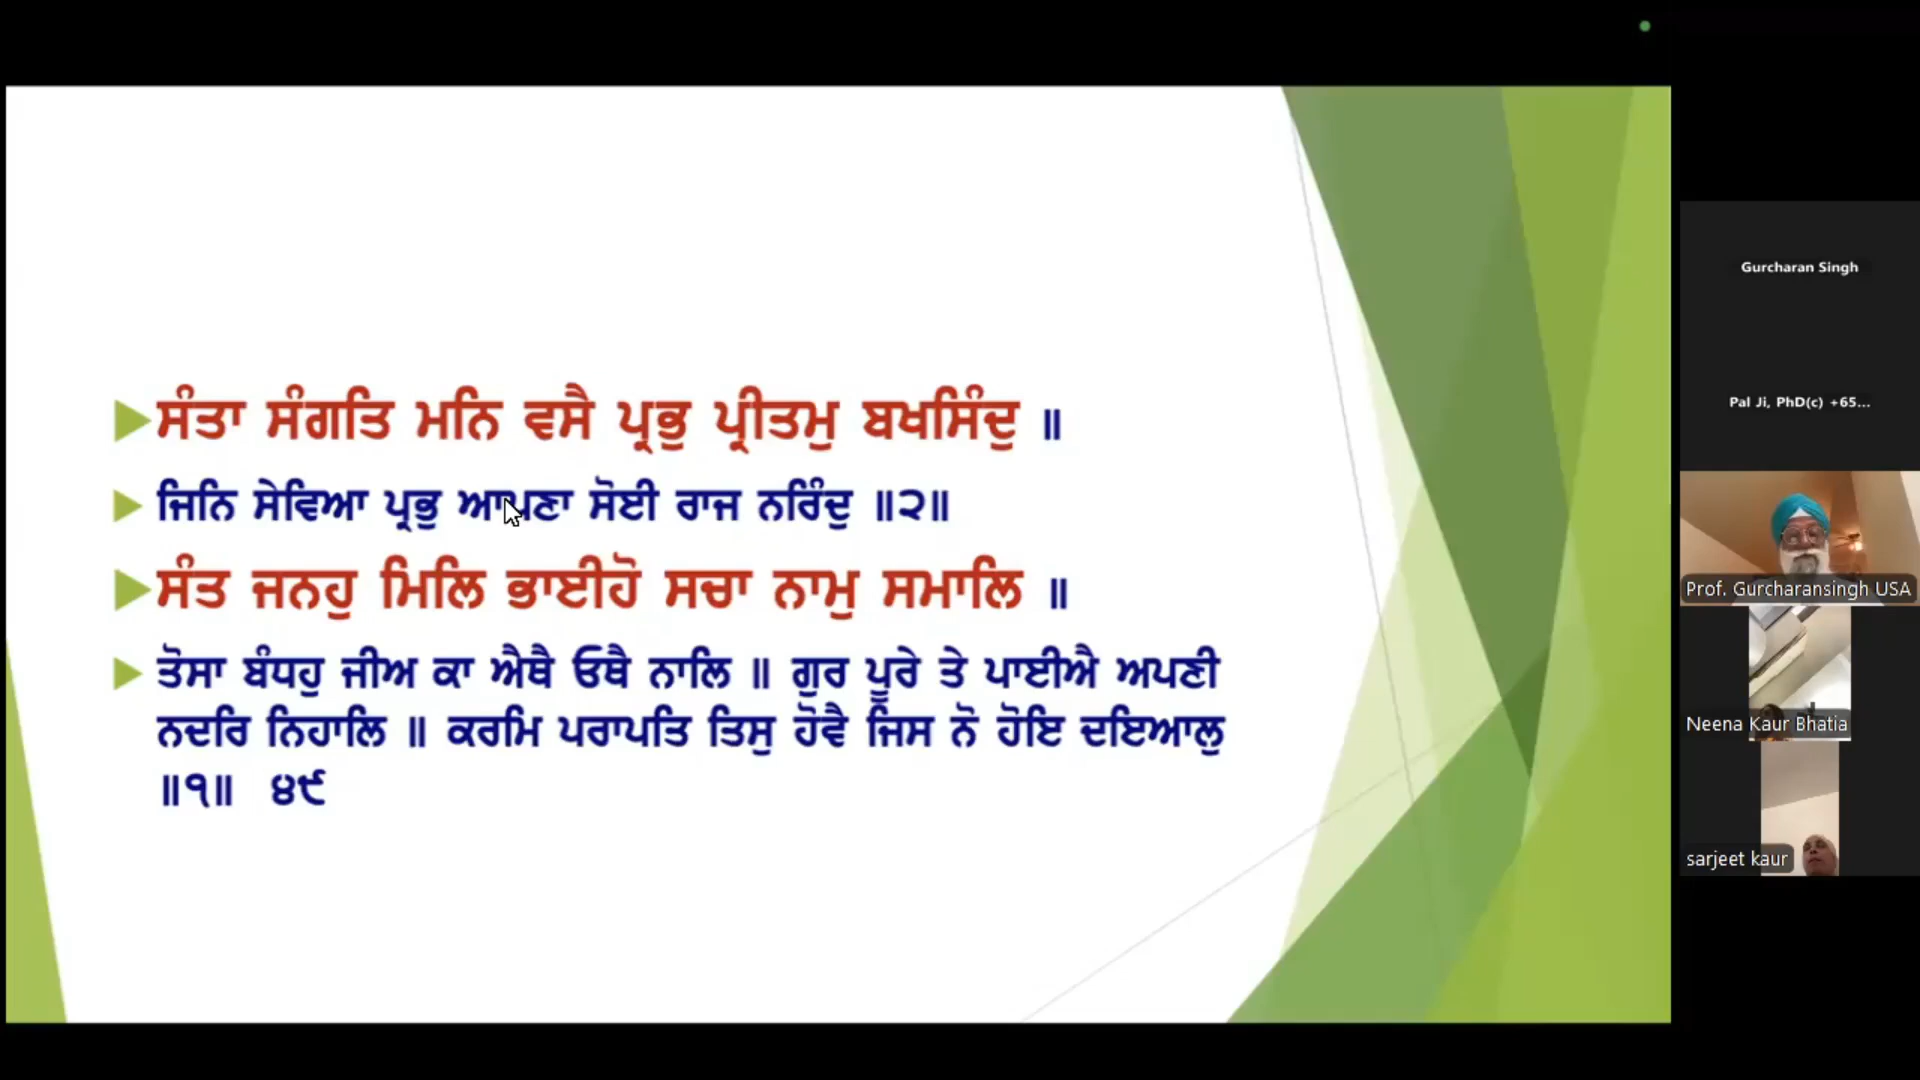 ਸੰਤਾ ਸੰਗਤਿ ਮਨਿ ਵਸੈ ਪ੍ਰਭੁ ਪ੍ਰੀਤਮੁ ਬਖਸਿੰਦੁ ॥
ਜਿਨਿ ਸੇਵਿਆ ਪ੍ਰਭੁ ਆਪਣਾ ਸੋਈ ਰਾਜ ਨਰਿੰਦੁ ॥੨॥
ਸੰਤ ਜਨਹੁ ਮਿਲਿ ਭਾਈਹੋ ਸਚਾ ਨਾਮੁ ਸਮਾਲਿ ॥
ਤੋਸਾ ਬੰਧਹੁ ਜੀਅ ਕਾ ਐਥੈ ਓਥੈ ਨਾਲਿ ॥ ਗੁਰ ਪੂਰੇ ਤੇ ਪਾਈਐ ਅਪਣੀ
ਨਦਰਿ ਨਿਹਾਲਿ ॥ ਕਰਮਿ ਪਰਾਪਤਿ ਤਿਸੁ ਹੋਵੈ ਜਿਸ ਨੋ ਹੋਇ ਦਇਆਲੁ
॥੧॥ ੪੯
Gurcharan Singh
Pal Ji, PhD(c) +65...
Prof. Gurcharansingh USA
Neena Kaur Bhatia
sarjeet kaur